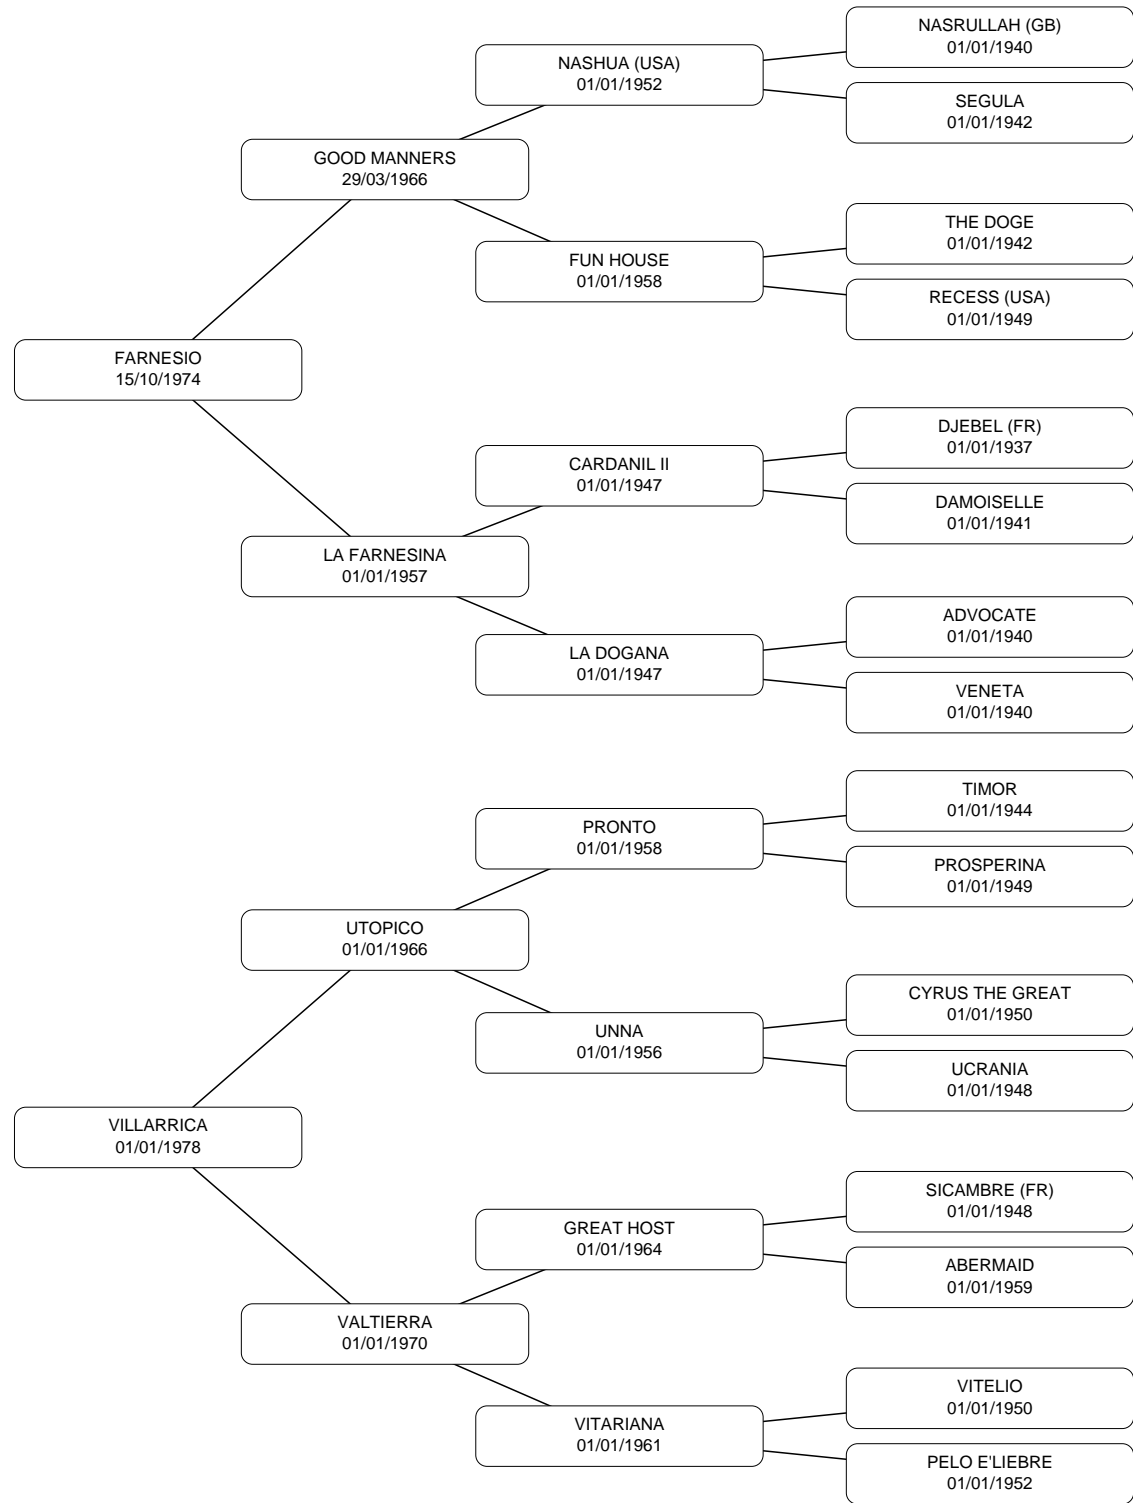 NASRULLAH (GB)
01/01/1940
NASHUA (USA)
01/01/1952
SEGULA
01/01/1942
GOOD MANNERS
29/03/1966
THE DOGE
01/01/1942
FUN HOUSE
01/01/1958
RECESS (USA)
01/01/1949
FARNESIO
15/10/1974
DJEBEL (FR)
01/01/1937
CARDANIL II
01/01/1947
DAMOISELLE
01/01/1941
LA FARNESINA
01/01/1957
ADVOCATE
01/01/1940
LA DOGANA
01/01/1947
VENETA
01/01/1940
TIMOR
01/01/1944
PRONTO
01/01/1958
PROSPERINA
01/01/1949
UTOPICO
01/01/1966
CYRUS THE GREAT
01/01/1950
UNNA
01/01/1956
UCRANIA
01/01/1948
VILLARRICA
01/01/1978
SICAMBRE (FR)
01/01/1948
GREAT HOST
01/01/1964
ABERMAID
01/01/1959
VALTIERRA
01/01/1970
VITELIO
01/01/1950
VITARIANA
01/01/1961
PELO E'LIEBRE
01/01/1952